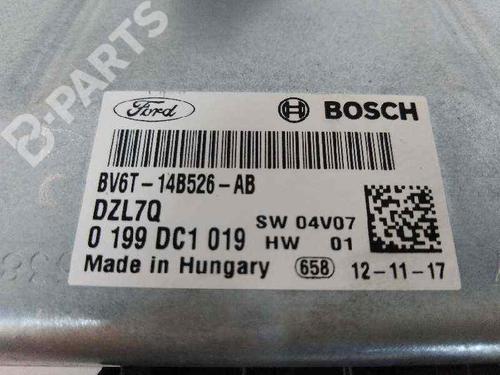 B-PARTS
Ford
BOSCH
BV6T-14B526-AB
DZL7Q
SW 04V07
0 199 DC1 019
HW 01
Made in Hungary
658
12-11-17